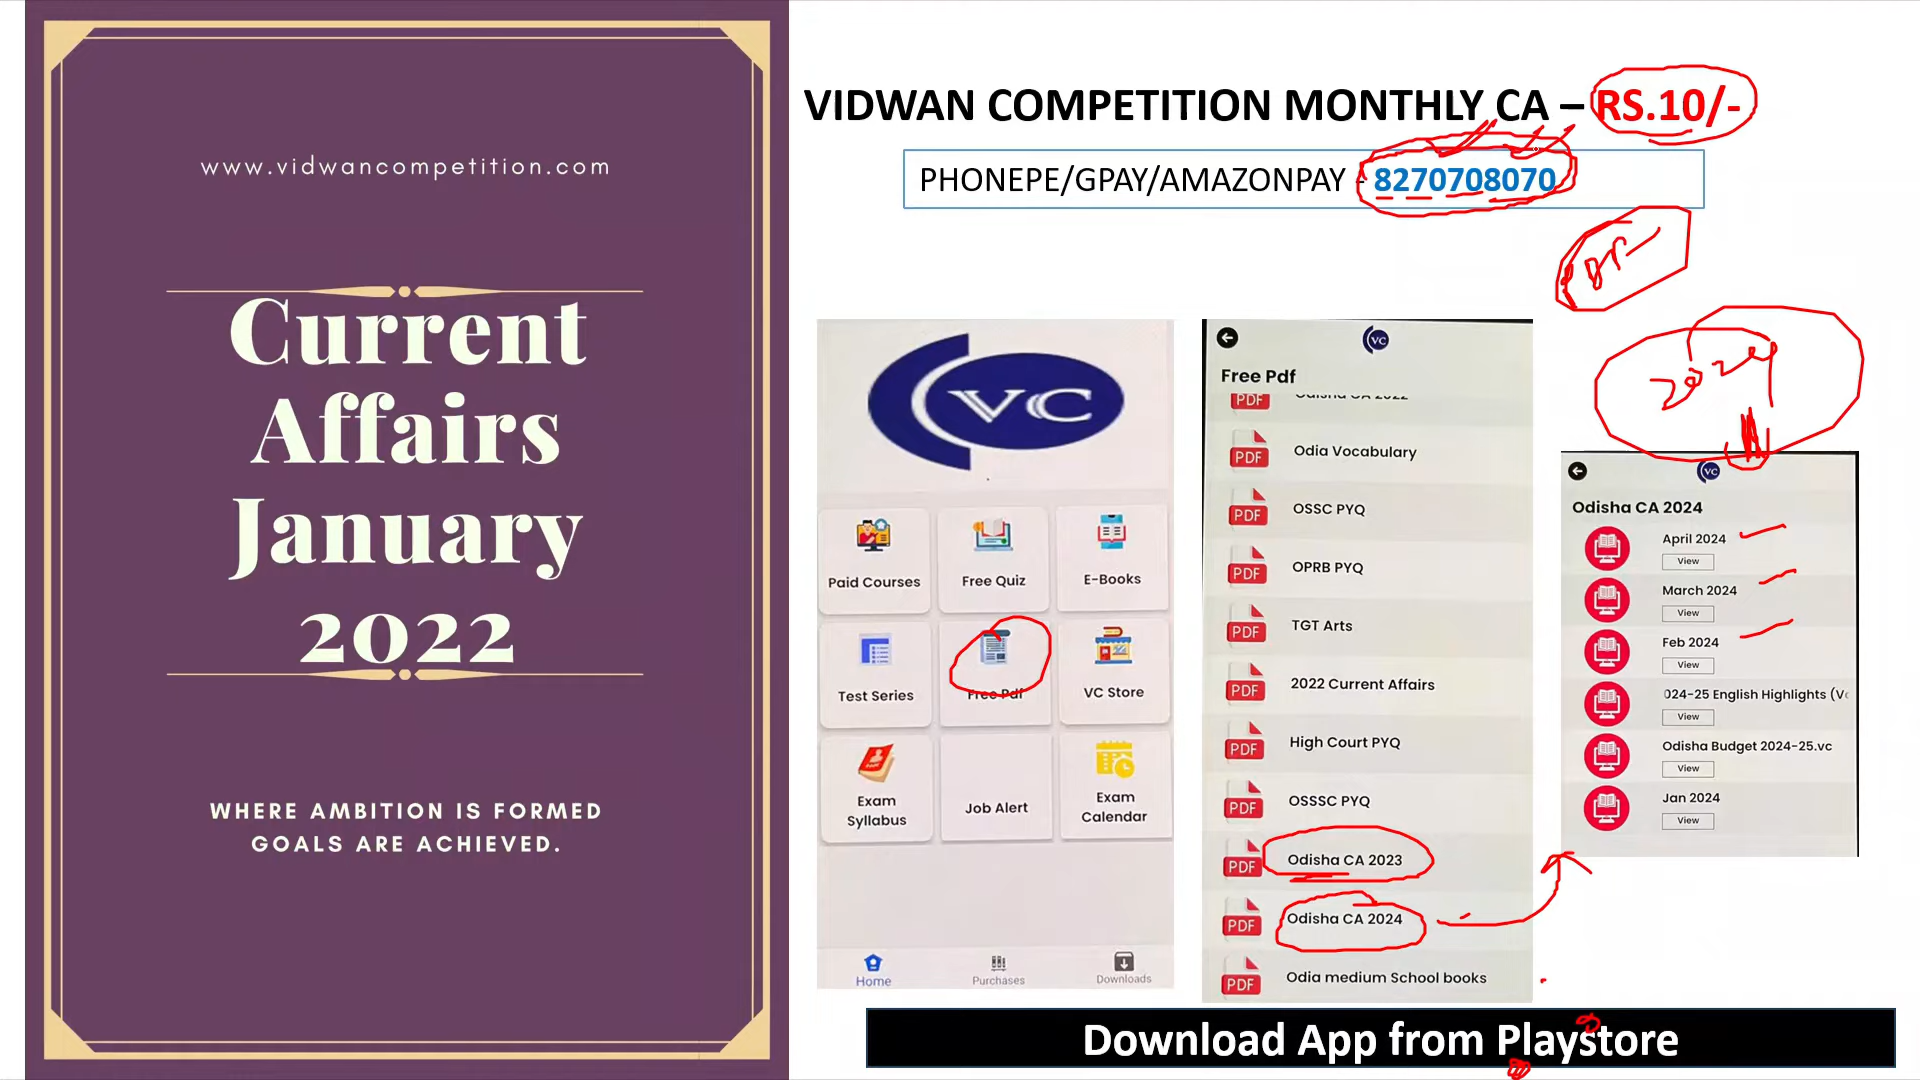 www.vidwancompetition.com
Current
Affairs
January
2022
WHERE AMBITION IS FORMED
GOALS ARE ACHIEVED.
VIDWAN COMPETITION MONTHLY CA – RS.10/-
PHONEPE/GPAY/AMAZONPAY - 8270708070
2024
VC
Paid Courses
Free Quiz
E-Books
Test Series
Free Pdf
VC Store
Exam
Syllabus
Job Alert
Exam
Calendar
Home
Purchases
Downloads
VC
Free Pdf
PDF
PDF Odia Vocabulary
PDF OSSC PYQ
PDF OPRB PYQ
PDF TGT Arts
PDF 2022 Current Affairs
PDF High Court PYQ
PDF OSSSC PYQ
PDF Odisha CA 2023
PDF Odisha CA 2024
PDF Odia medium School books
VC
Odisha CA 2024
April 2024
View
March 2024
View
Feb 2024
View
024-25 English Highlights (Vc
View
Odisha Budget 2024-25.vc
View
Jan 2024
View
Download App from Playstore